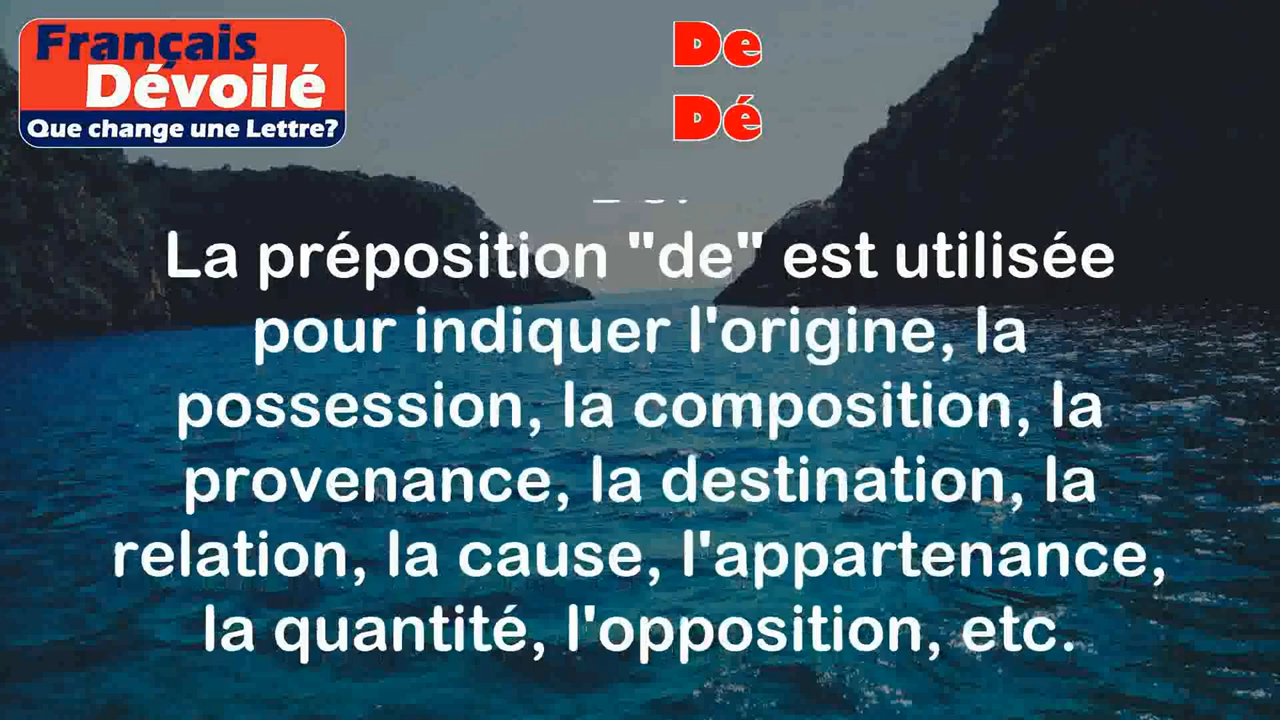 Français
Dévoilé
Que change une Lettre?
De
Dé
La préposition "de" est utilisée
pour indiquer l'origine, la
possession, la composition, la
provenance, la destination, la
relation, la cause, l'appartenance,
la quantité, l'opposition, etc.